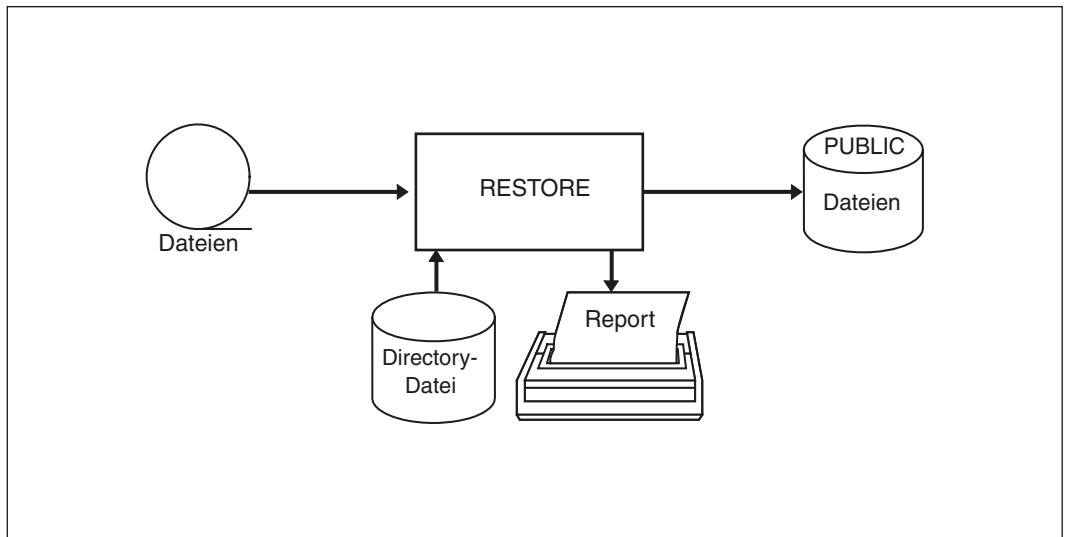 PUBLIC
RESTORE
Dateien
Dateien
Report
Directory-
Datei